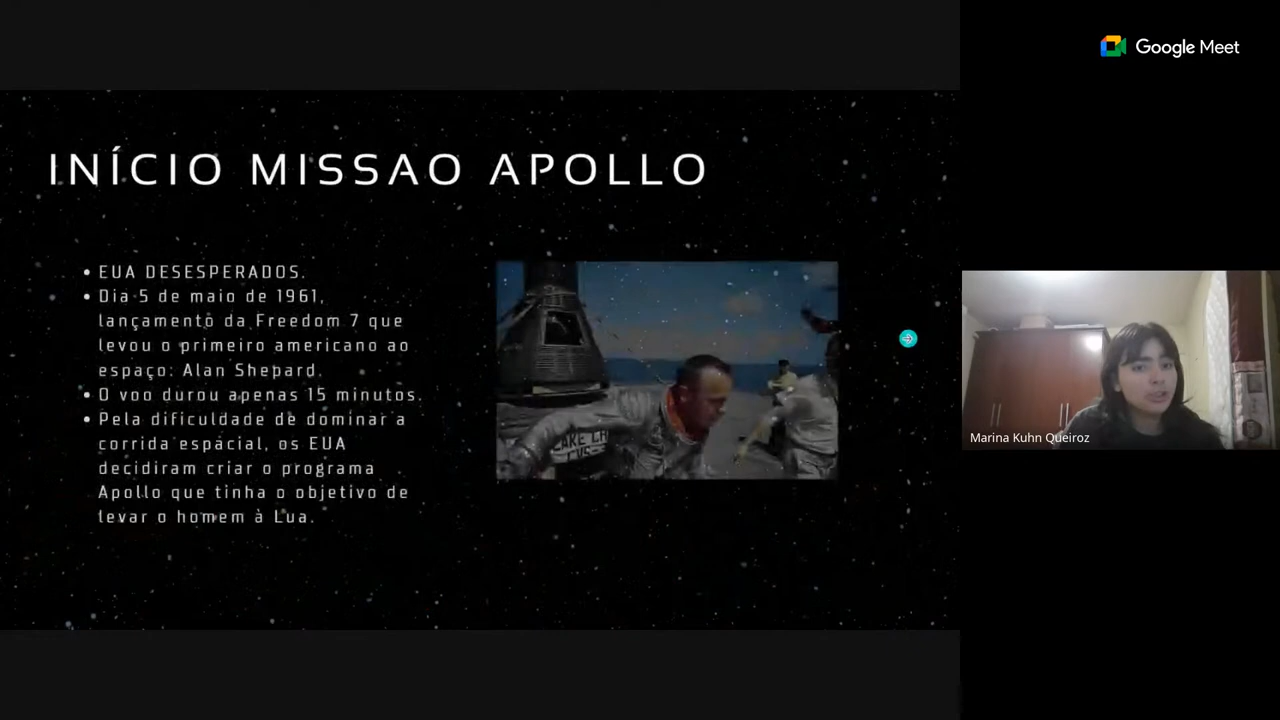 Google Meet
INÍCIO MISSAO APOLLO
• EUA DESESPERADOS.
• Dia 5 de maio de 1961,
lançamento da Freedom 7 que
levou o primeiro americano ao
espaço: Alan Shepard.
• O voo durou apenas 15 minutos.
• Pela dificuldade de dominar a
corrida espacial, os EUA
decidiram criar o programa
Apollo que tinha o objetivo de
levar o homem à Lua.
Marina Kuhn Queiroz